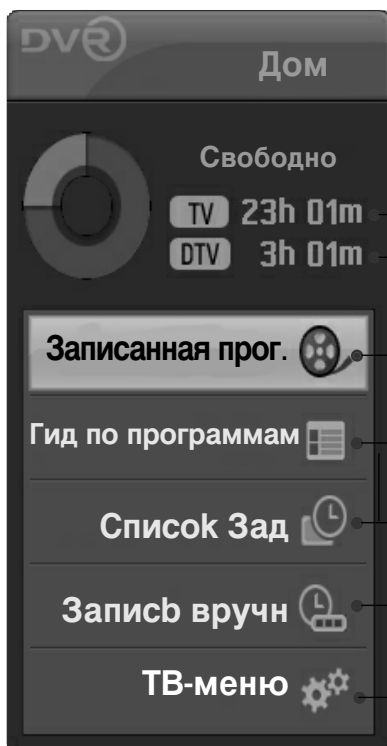 DVR
Дом
Свободно
TV 23h 01m
DTV 3h 01m
Записанная прог.
Гид по программам
Списоk Зад
Записb вручн
ТВ-меню